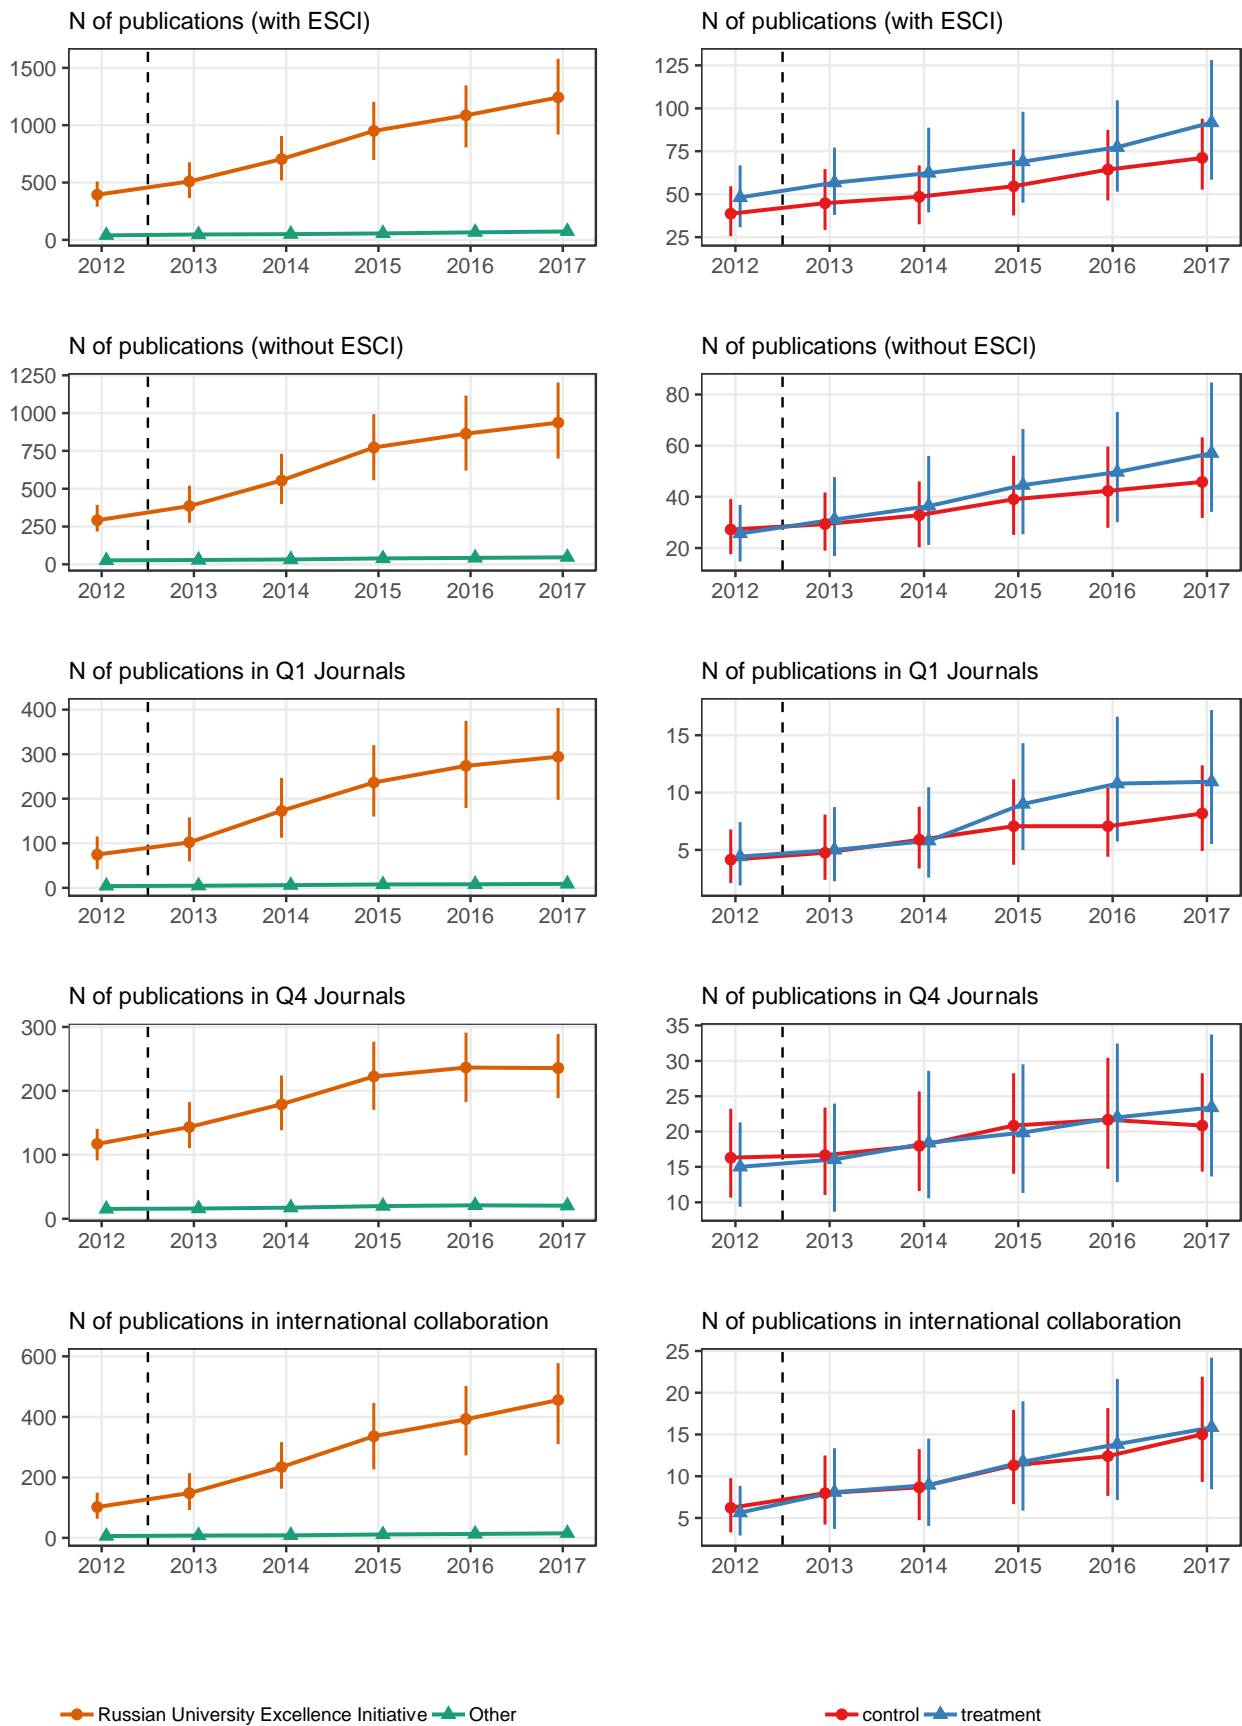 N of publications (with ESCI)
1500
1000
500
0
2012 2013 2014 2015 2016 2017
N of publications (with ESCI)
125
100
75
50
25
2012 2013 2014 2015 2016 2017
N of publications (without ESCI)
1250
1000
750
500
250
0
2012 2013 2014 2015 2016 2017
N of publications (without ESCI)
80
60
40
20
2012 2013 2014 2015 2016 2017
N of publications in Q1 Journals
400
300
200
100
0
2012 2013 2014 2015 2016 2017
N of publications in Q1 Journals
15
10
5
2012 2013 2014 2015 2016 2017
N of publications in Q4 Journals
300
200
100
0
2012 2013 2014 2015 2016 2017
N of publications in Q4 Journals
35
30
25
20
15
10
2012 2013 2014 2015 2016 2017
N of publications in international collaboration
600
400
200
0
2012 2013 2014 2015 2016 2017
N of publications in international collaboration
25
20
15
10
5
2012 2013 2014 2015 2016 2017
Russian University Excellence Initiative Other
control treatment